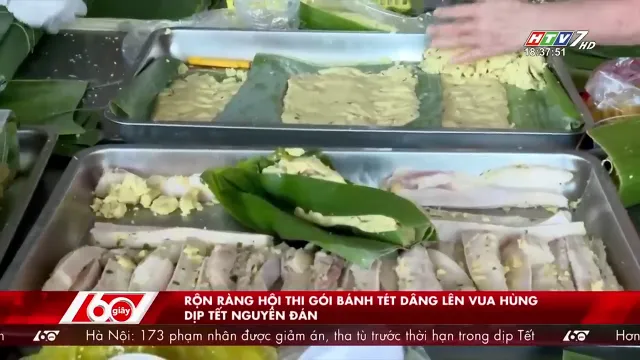 HTV7 HD
18:37:51
60 giây
RỘN RÀNG HỘI THI GÓI BÁNH TÉT DÂNG LÊN VUA HÙNG
DỊP TẾT NGUYÊN ĐÁN
60 Hà Nội: 173 phạm nhân được giảm án, tha tù trước thời hạn trong dịp Tết 60